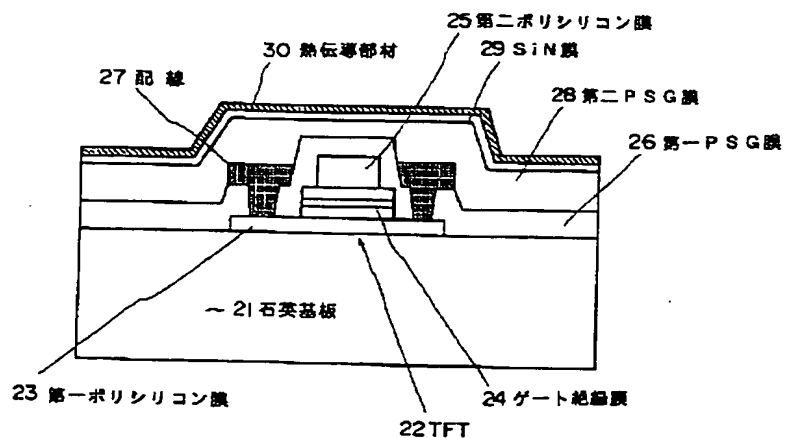 25 第二ポリシリコン膜
30 熱伝導部材
29 SiN膜
27 配線
28 第二PSG膜
26 第一PSG膜
~21 石英基板
23 第一ポリシリコン膜
24 ゲート絶縁膜
22 TFT